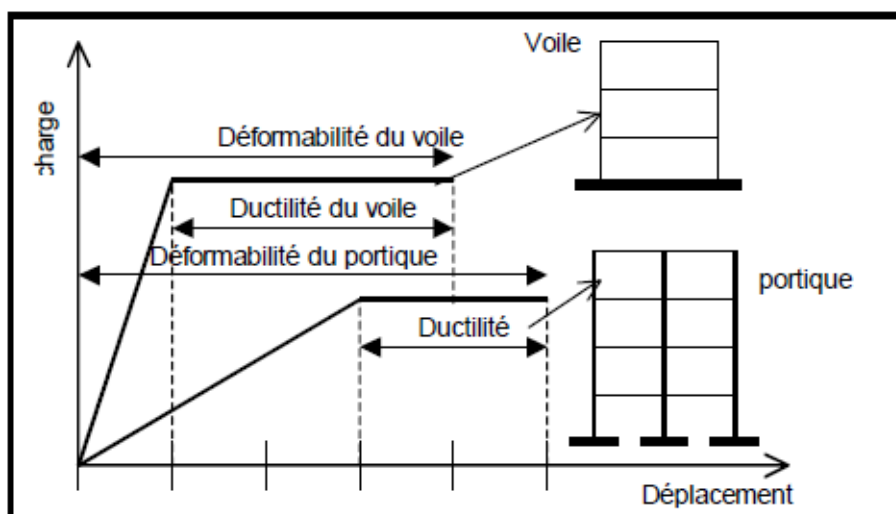 Voile
charge
Déformabilité du voile
Ductilité du voile
Déformabilité du portique
portique
Ductilité
Déplacement